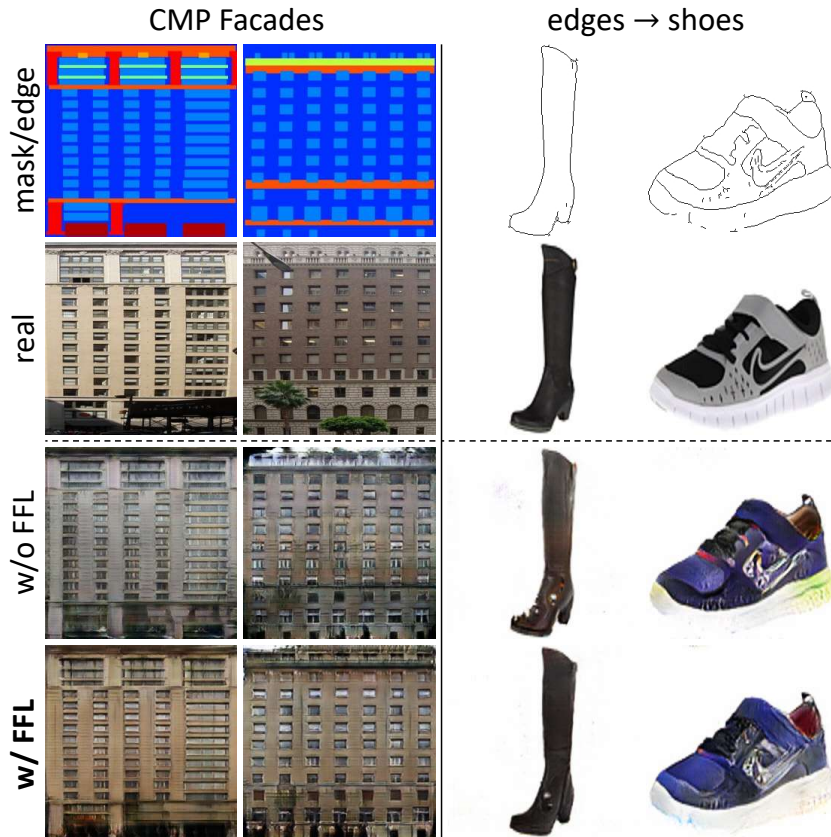 CMP Facades
edges → shoes
mask/edge
real
w/o FFL
w/ FFL